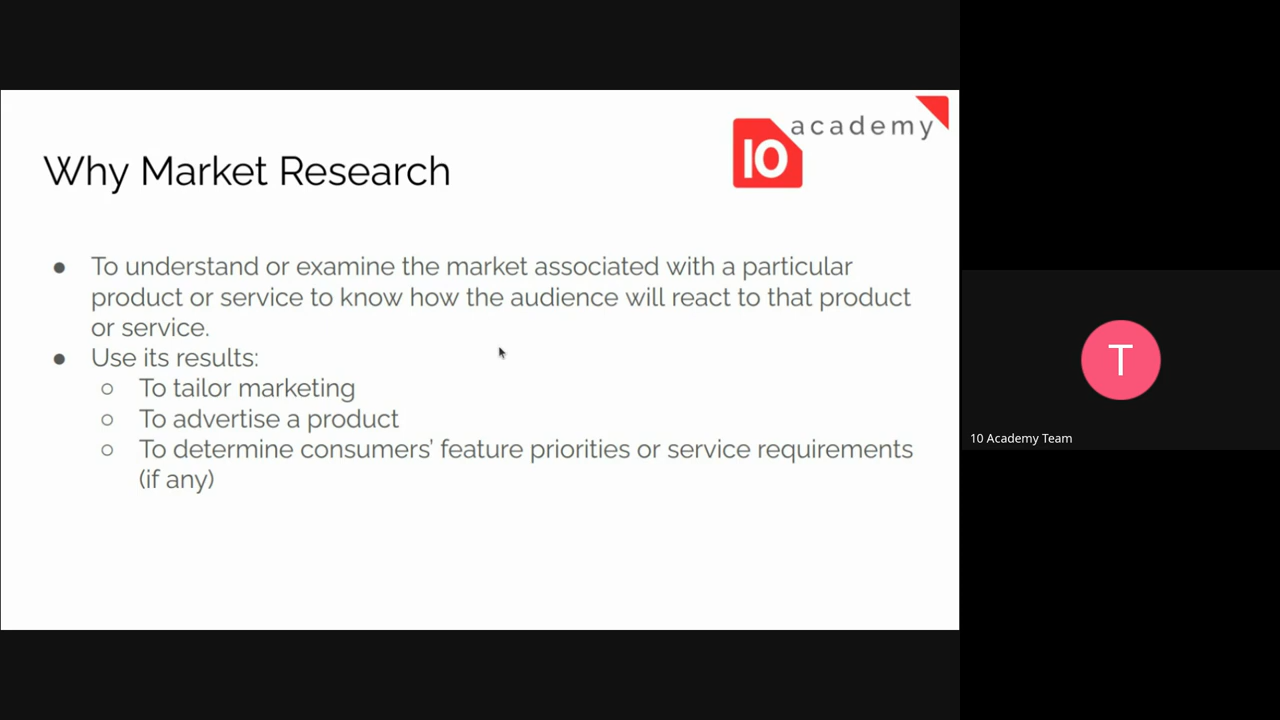 academy
10
Why Market Research
● To understand or examine the market associated with a particular
product or service to know how the audience will react to that product
or service.
● Use its results:
○ To tailor marketing
○ To advertise a product
○ To determine consumers’ feature priorities or service requirements
(if any)
T
10 Academy Team